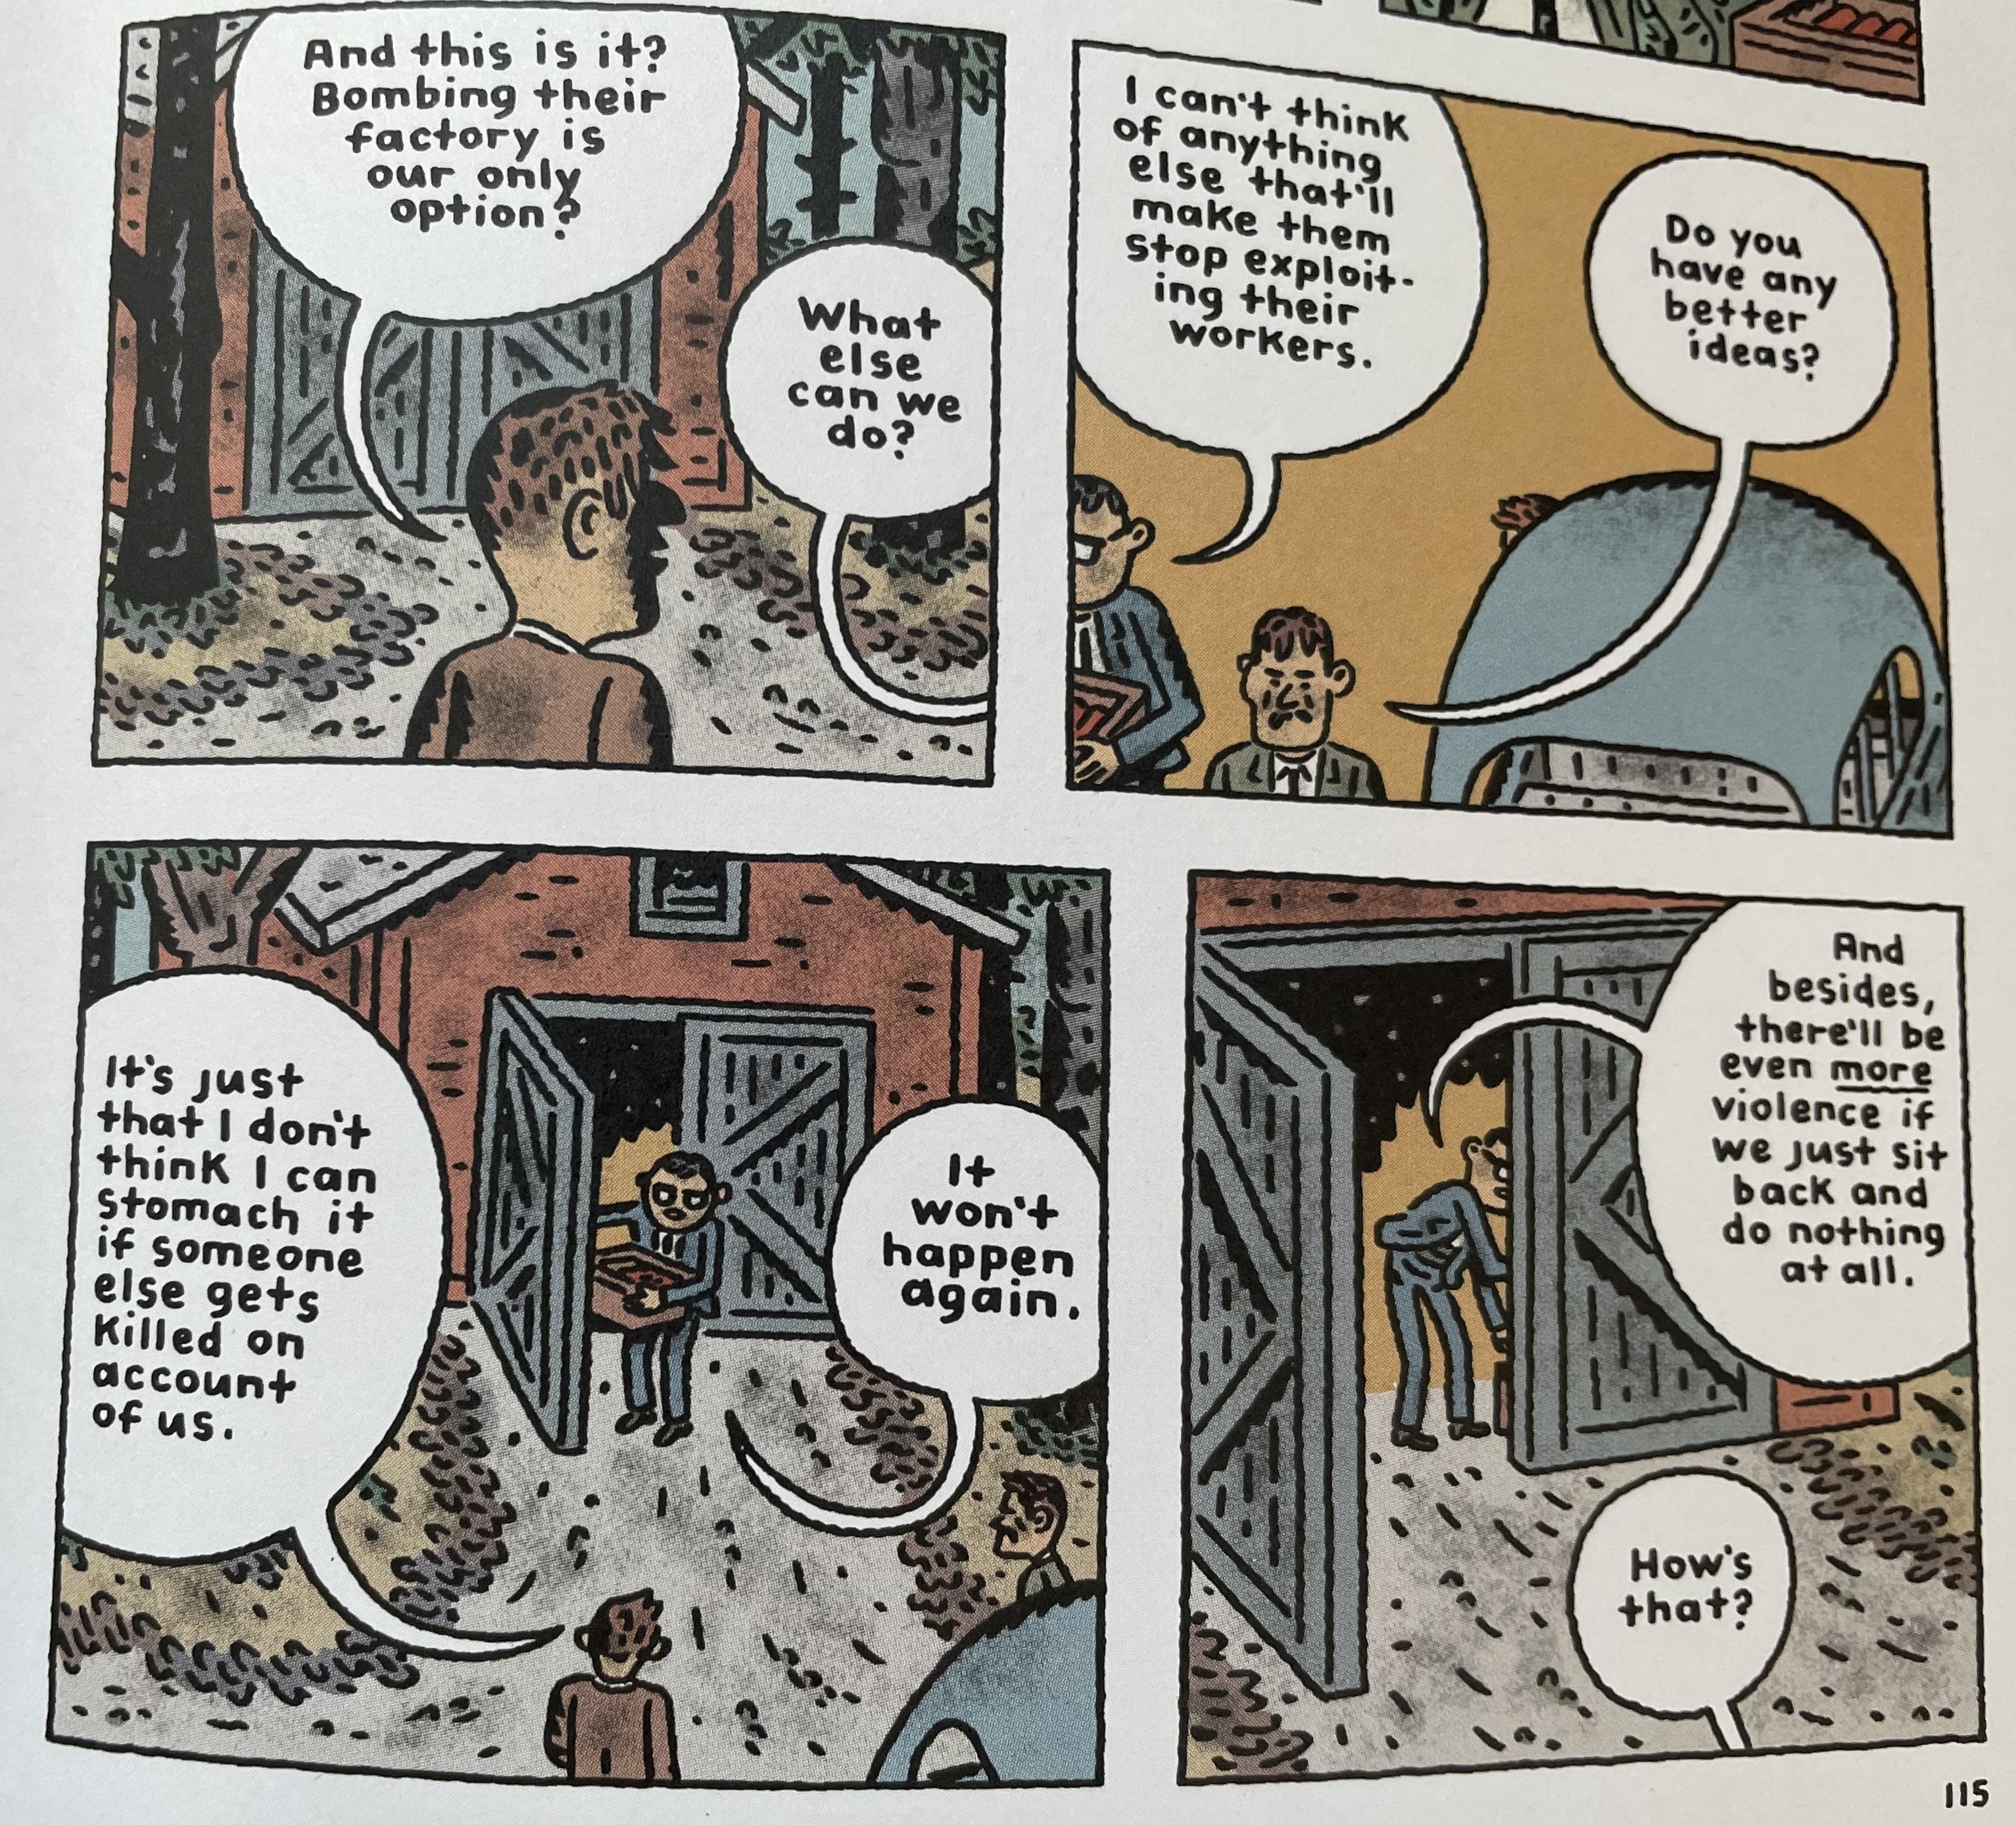 And this is it?
Bombing their
factory is
our only
option?
What
else
can we
do?
I can't think
of anything
else that'll
make them
stop exploit-
ing their
workers.
Do you
have any
better
ideas?
It's just
that I don't
think I can
stomach it
if someone
else gets
killed on
account
of us.
It
won't
happen
again.
And
besides,
there'll be
even more
violence if
we just sit
back and
do nothing
at all.
How's
that?
115